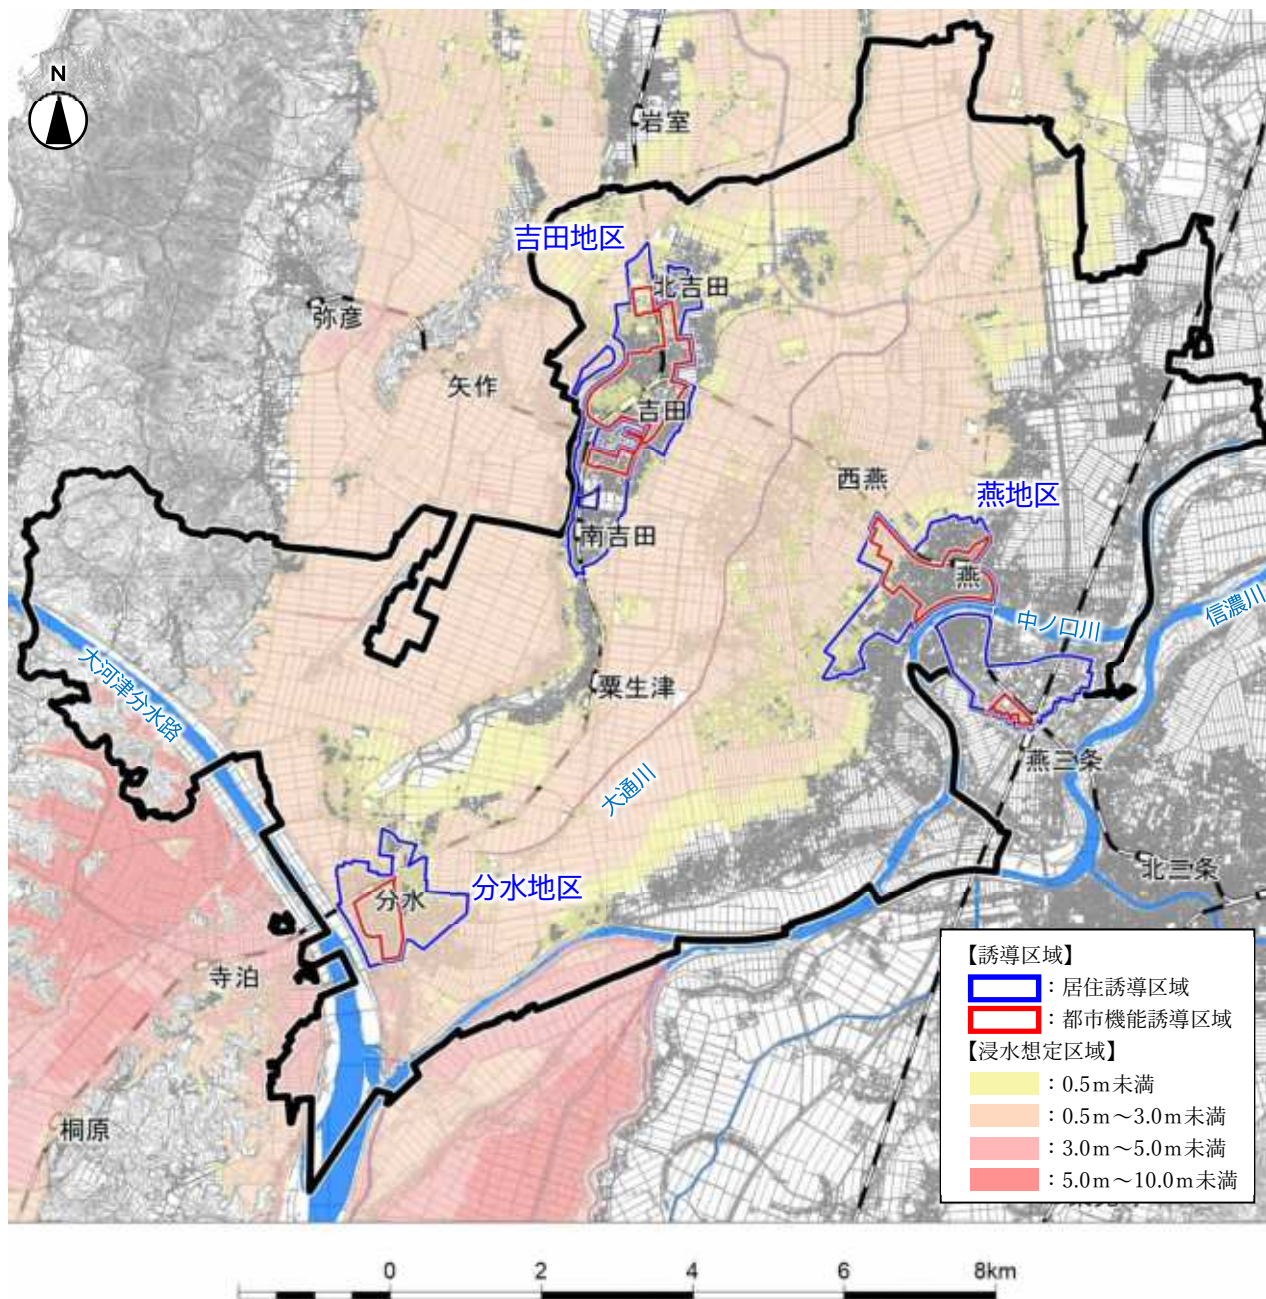 N
岩室
吉田地区
北吉田
弥彦
矢作
吉田
西燕
燕地区
南吉田
燕
中ノ口川
信濃川
大河津分水路
粟生津
燕三条
大通川
北三条
分水地区
分水
寺泊
桐原
【誘導区域】
：居住誘導区域
：都市機能誘導区域
【浸水想定区域】
：0.5m未満
：0.5m～3.0m未満
：3.0m～5.0m未満
：5.0m～10.0m未満
0 2 4 6 8km